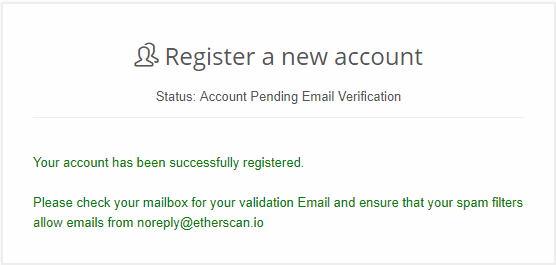 Register a new account
Status: Account Pending Email Verification
Your account has been successfully registered.
Please check your mailbox for your validation Email and ensure that your spam filters
allow emails from noreply@etherscan.io